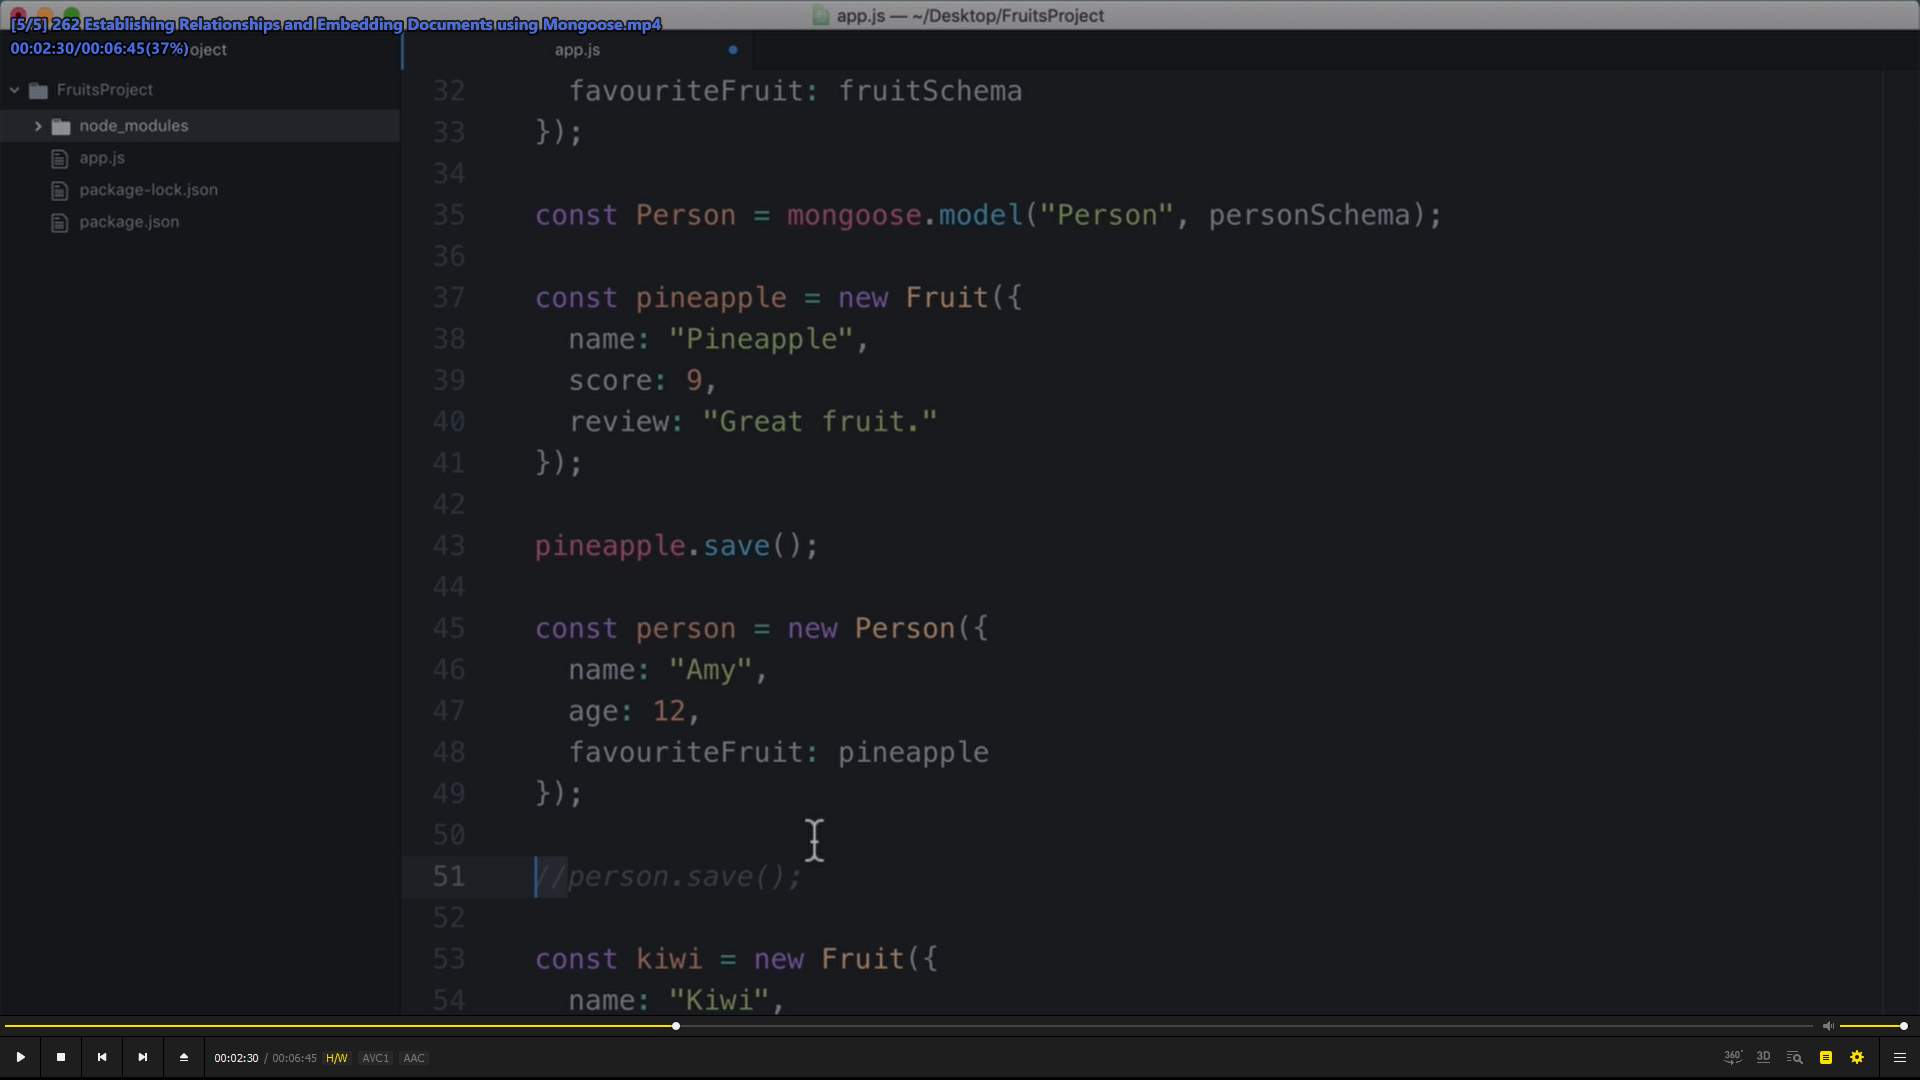 app.js — ~/Desktop/FruitsProject
[5/5] 262 Establishing Relationships and Embedding Documents using Mongoose.mp4
00:02:30/00:06:45(37%)oject
app.js
FruitsProject
node_modules
app.js
package-lock.json
package.json
32 favouriteFruit: fruitSchema
33 });
34
35 const Person = mongoose.model("Person", personSchema);
36
37 const pineapple = new Fruit({
38 name: "Pineapple",
39 score: 9,
40 review: "Great fruit."
41 });
42
43 pineapple.save();
44
45 const person = new Person({
46 name: "Amy",
47 age: 12,
48 favouriteFruit: pineapple
49 });
50
51 //person.save();
52
53 const kiwi = new Fruit({
54 name: "Kiwi",
00:02:30 / 00:06:45 H/W AVC1 AAC
360° 3D